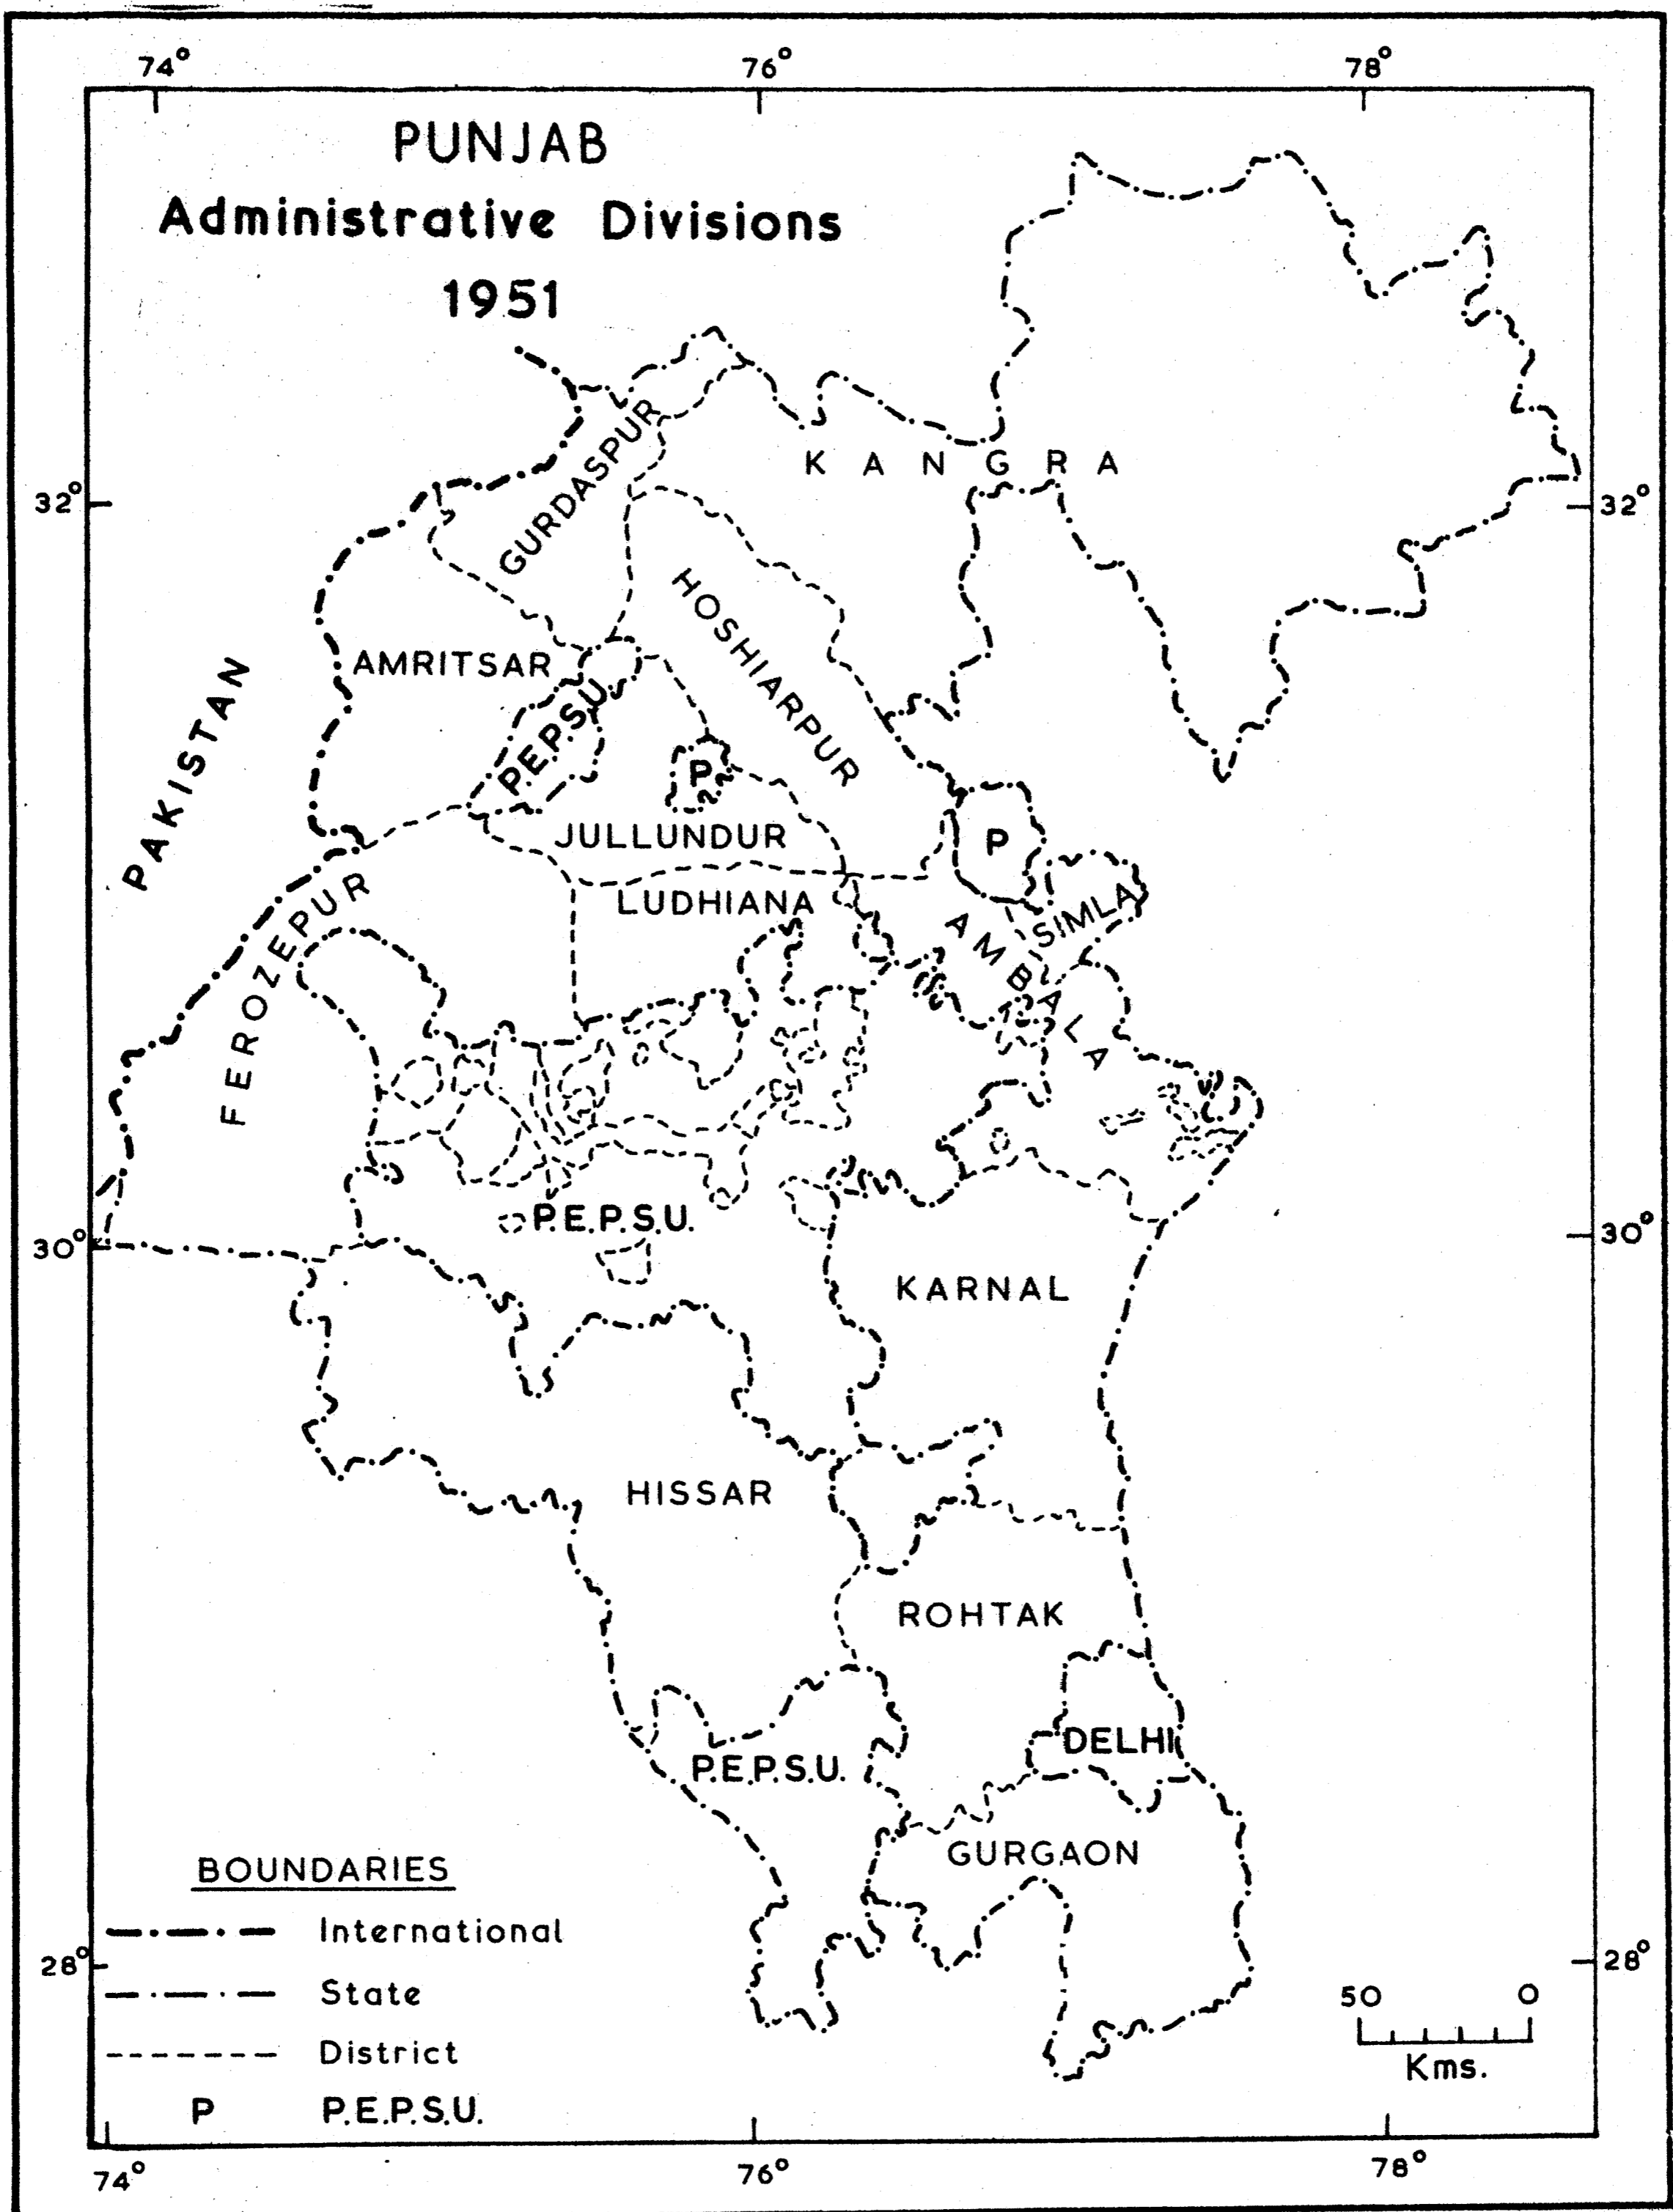 74° 76° 78°
PUNJAB
Administrative Divisions
1951
GURDASPUR
KANGRA
32° 32°
HOSHIARPUR
AMRITSAR
P.E.P.S.U.
PAKISTAN
P
JULLUNDUR
P
LUDHIANA
SIMLA
AMBALA
FEROZEPUR
P.E.P.S.U.
30° 30°
KARNAL
HISSAR
ROHTAK
DELHI
P.E.P.S.U.
GURGAON
BOUNDARIES
International
28° 28°
State
50 0
District
Kms.
P P.E.P.S.U.
74° 76° 78°